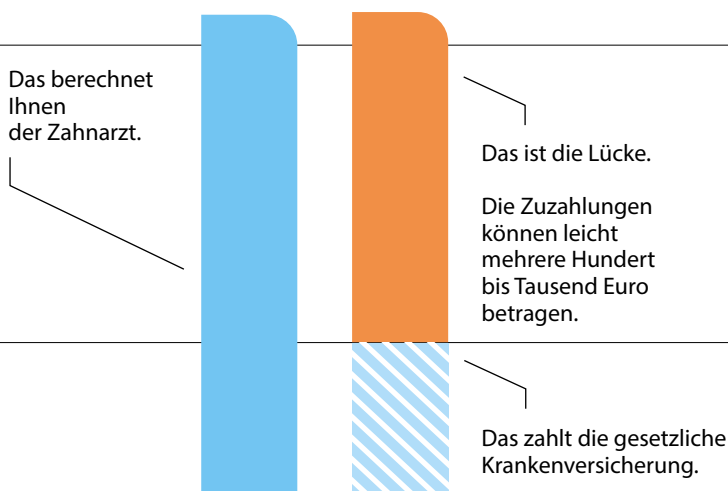 Das berechnet
Ihnen
der Zahnarzt.
Das ist die Lücke.
Die Zuzahlungen
können leicht
mehrere Hundert
bis Tausend Euro
betragen.
Das zahlt die gesetzliche
Krankenversicherung.